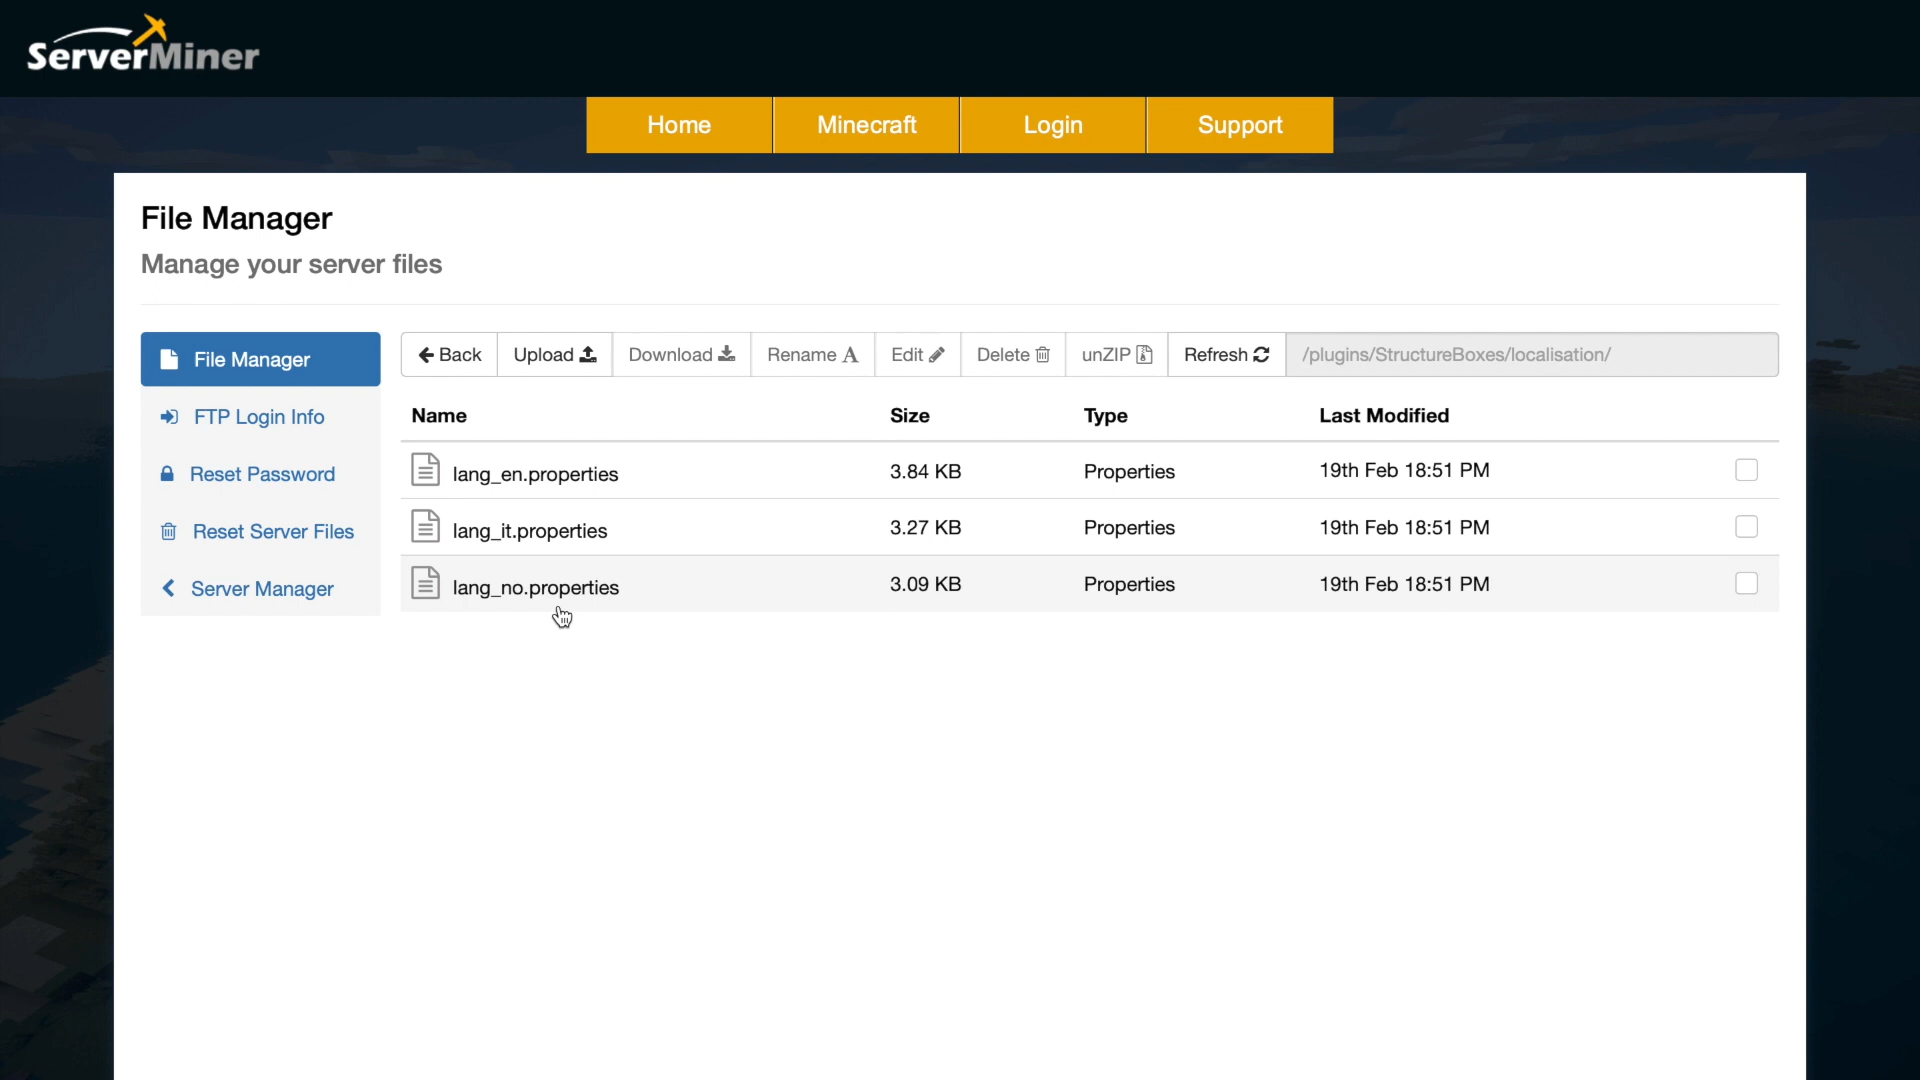 ServerMiner
Home Minecraft Login Support
File Manager
Manage your server files
File Manager
FTP Login Info
Reset Password
Reset Server Files
Server Manager
Back Upload Download Rename Edit Delete unZIP Refresh /plugins/StructureBoxes/localisation/
Name Size Type Last Modified
lang_en.properties 3.84 KB Properties 19th Feb 18:51 PM
lang_it.properties 3.27 KB Properties 19th Feb 18:51 PM
lang_no.properties 3.09 KB Properties 19th Feb 18:51 PM